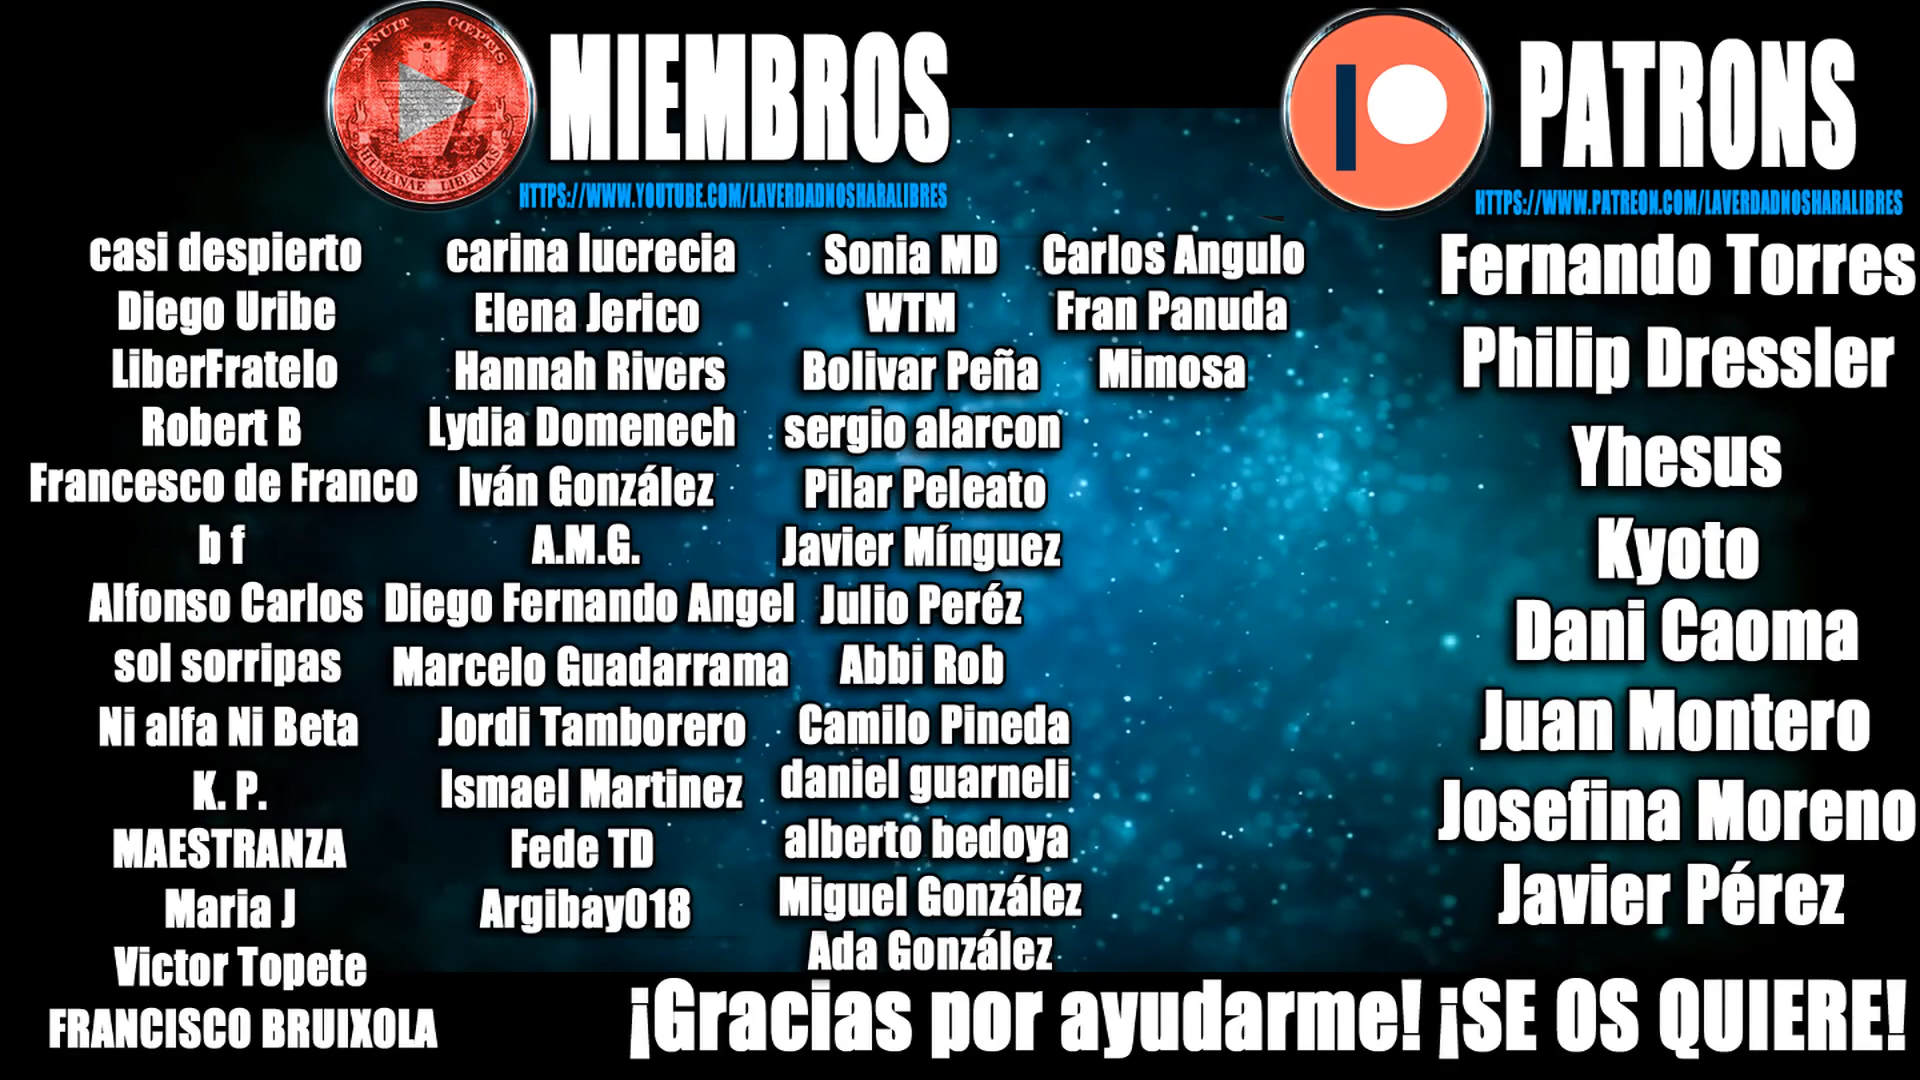 ANNUIT CŒPTIS
HUMANAE LIBERTAS
MIEMBROS
HTTPS://WWW.YOUTUBE.COM/LAVERDADNOSHARALIBRES
casi despierto
Diego Uribe
LiberFratelo
Robert B
Francesco de Franco
b f
Alfonso Carlos
sol sorripas
Ni alfa Ni Beta
K. P.
MAESTRANZA
Maria J
Victor Topete
FRANCISCO BRUIXOLA
carina lucrecia
Elena Jerico
Hannah Rivers
Lydia Domenech
Iván González
A.M.G.
Diego Fernando Angel
Marcelo Guadarrama
Jordi Tamborero
Ismael Martinez
Fede TD
Argibay018
Sonia MD
WTM
Bolivar Peña
sergio alarcon
Pilar Peleato
Javier Mínguez
Julio Peréz
Abbi Rob
Camilo Pineda
daniel guarneli
alberto bedoya
Miguel González
Ada González
Carlos Angulo
Fran Panuda
Mimosa
PATRONS
HTTPS://WWW.PATREON.COM/LAVERDADNOSHARALIBRES
Fernando Torres
Philip Dressler
Yhesus
Kyoto
Dani Caoma
Juan Montero
Josefina Moreno
Javier Pérez
¡Gracias por ayudarme! ¡SE OS QUIERE!